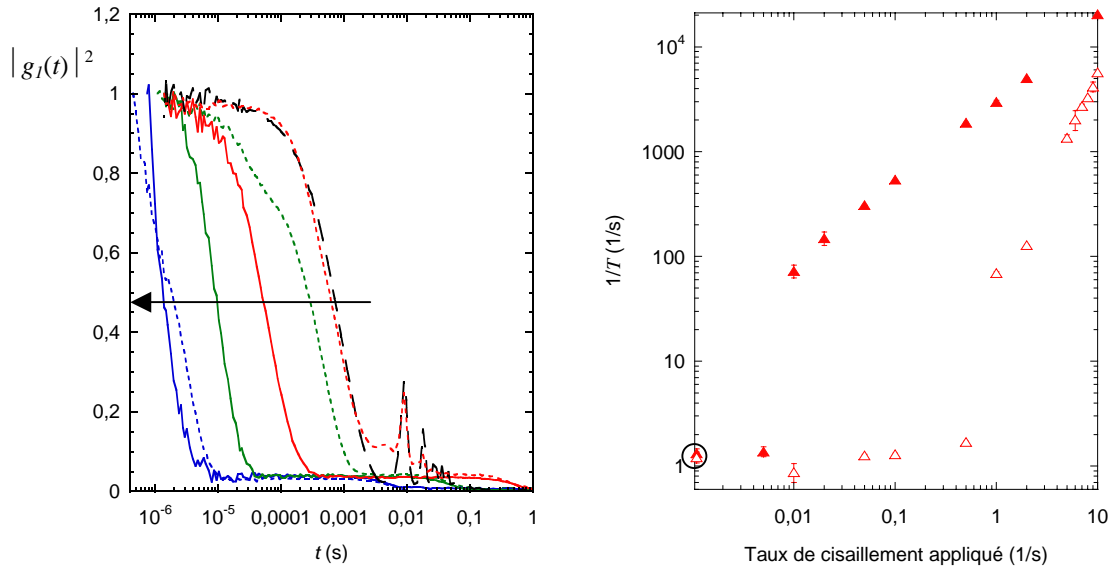 |g₁(t)|²
1,2
1
0,8
0,6
0,4
0,2
0
10⁻⁶ 10⁻⁵ 0,0001 0,001 0,01 0,1 1
t (s)
1/T (1/s)
10⁴
1000
100
10
1
0,01 0,1 1 10
Taux de cisaillement appliqué (1/s)